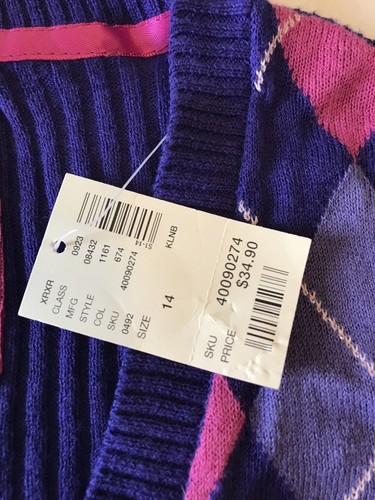 XRXR
CLASS 0923
MFG 08432
STYLE 1161
COL 674
SKU 40090274
0492
SIZE 14
KLNB
SKU 40090274
PRICE $34.90